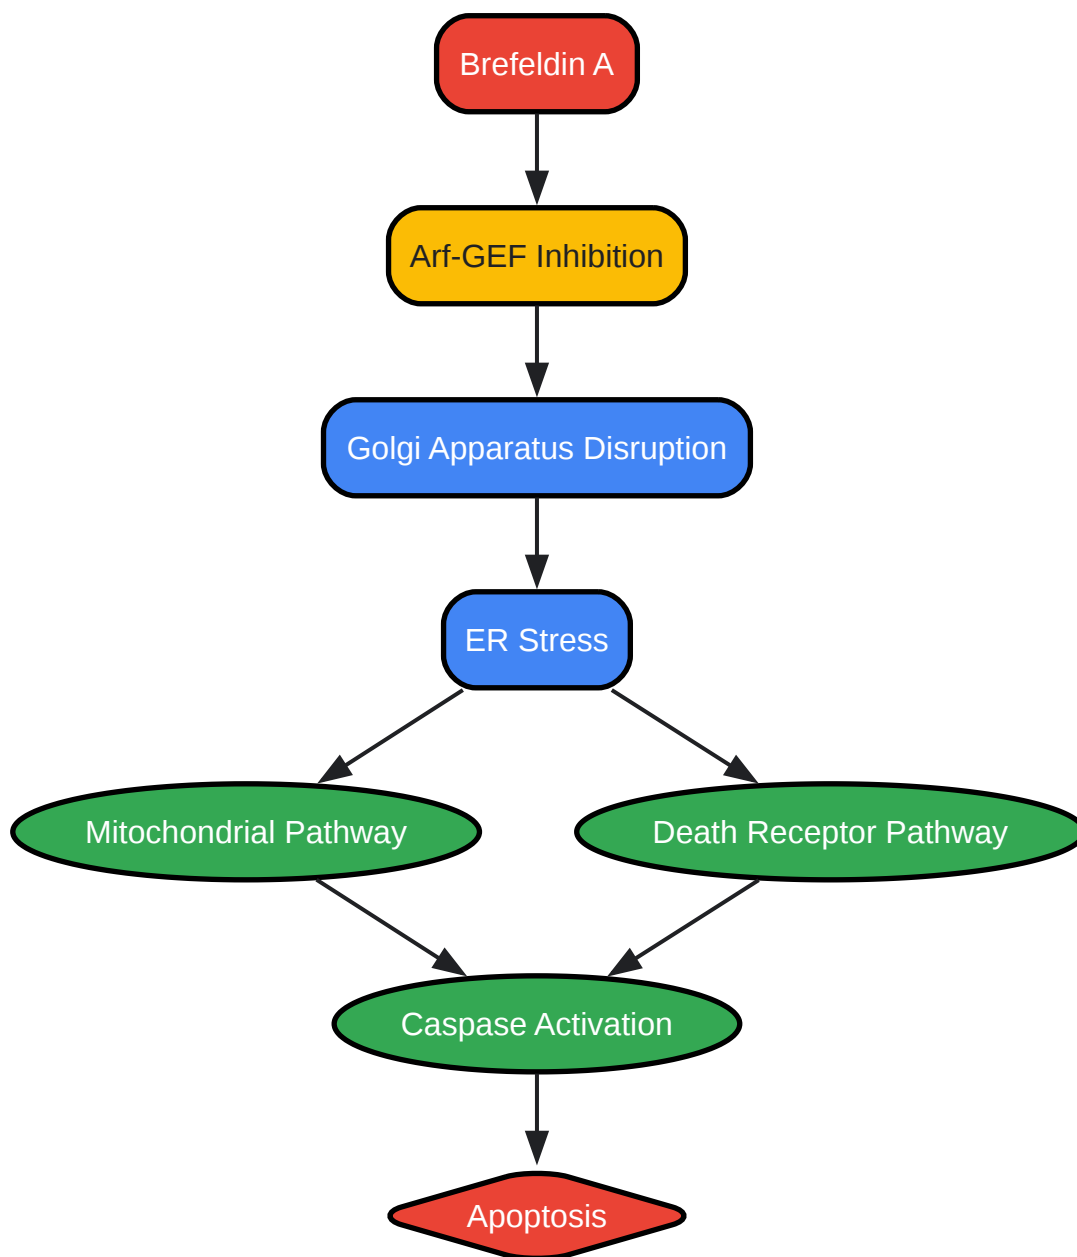 Brefeldin A
Arf-GEF Inhibition
Golgi Apparatus Disruption
ER Stress
Mitochondrial Pathway
Death Receptor Pathway
Caspase Activation
Apoptosis